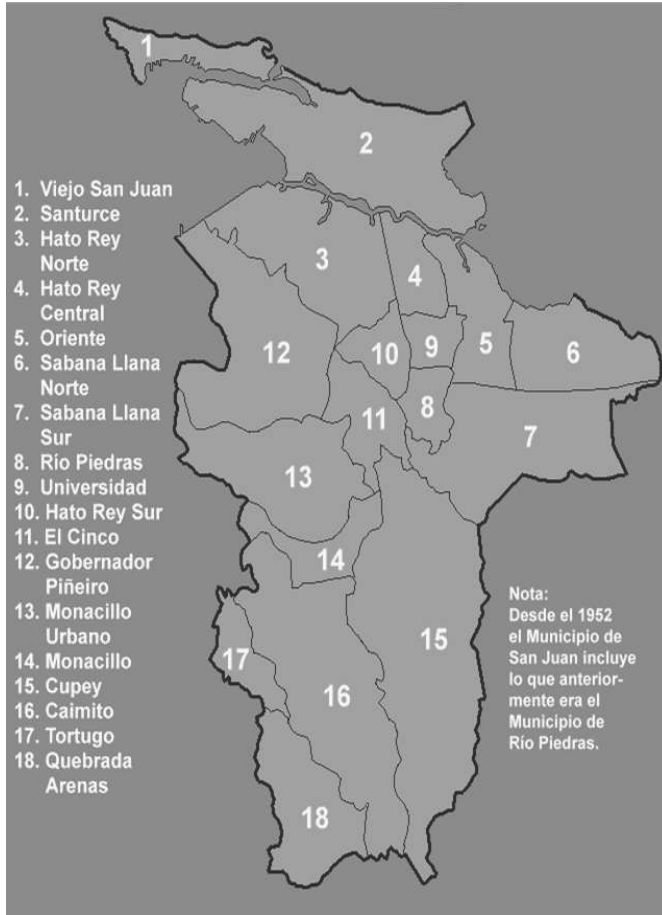 1
2
3
4
5
6
7
8
9
10
11
12
13
14
15
16
17
18
1. Viejo San Juan
2. Santurce
3. Hato Rey
Norte
4. Hato Rey
Central
5. Oriente
6. Sabana Llana
Norte
7. Sabana Llana
Sur
8. Río Piedras
9. Universidad
10. Hato Rey Sur
11. El Cinco
12. Gobernador
Piñeiro
13. Monacillo
Urbano
14. Monacillo
15. Cupey
16. Caimito
17. Tortugo
18. Quebrada
Arenas
Nota:
Desde el 1952
el Municipio de
San Juan incluye
lo que anterior-
mente era el
Municipio de
Río Piedras.